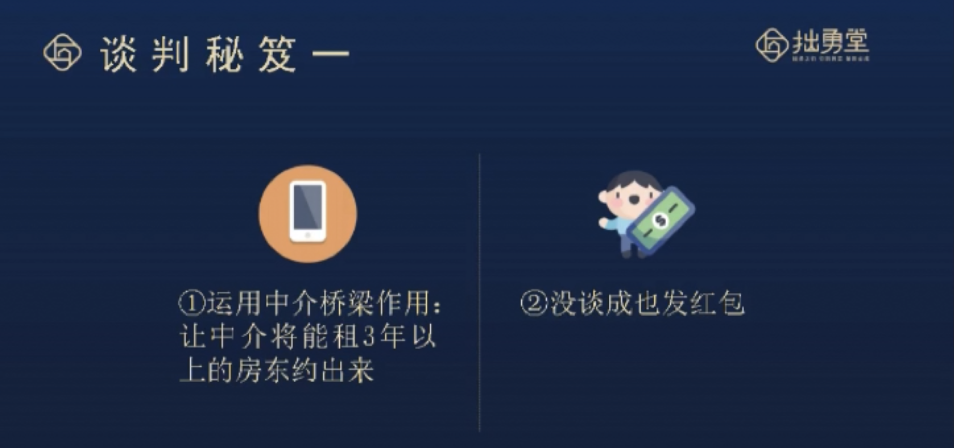 谈判秘笈一
拙勇堂
①运用中介桥梁作用：
让中介将能租3年以
上的房东约出来
②没谈成也发红包